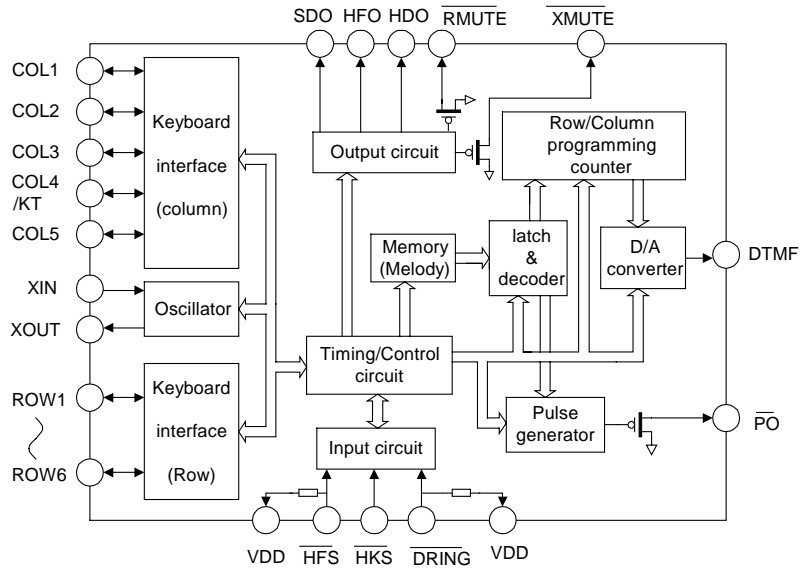 SDO HFO HDO RMUTE XMUTE
COL1
COL2
COL3
COL4
/KT
COL5
Keyboard
interface
(column)
Output circuit
Row/Column
programming
counter
Memory
(Melody)
latch
&
decoder
D/A
converter
DTMF
XIN
XOUT
Oscillator
Timing/Control
circuit
ROW1
ROW6
Keyboard
interface
(Row)
Pulse
generator
PO
Input circuit
VDD HFS HKS DRING VDD